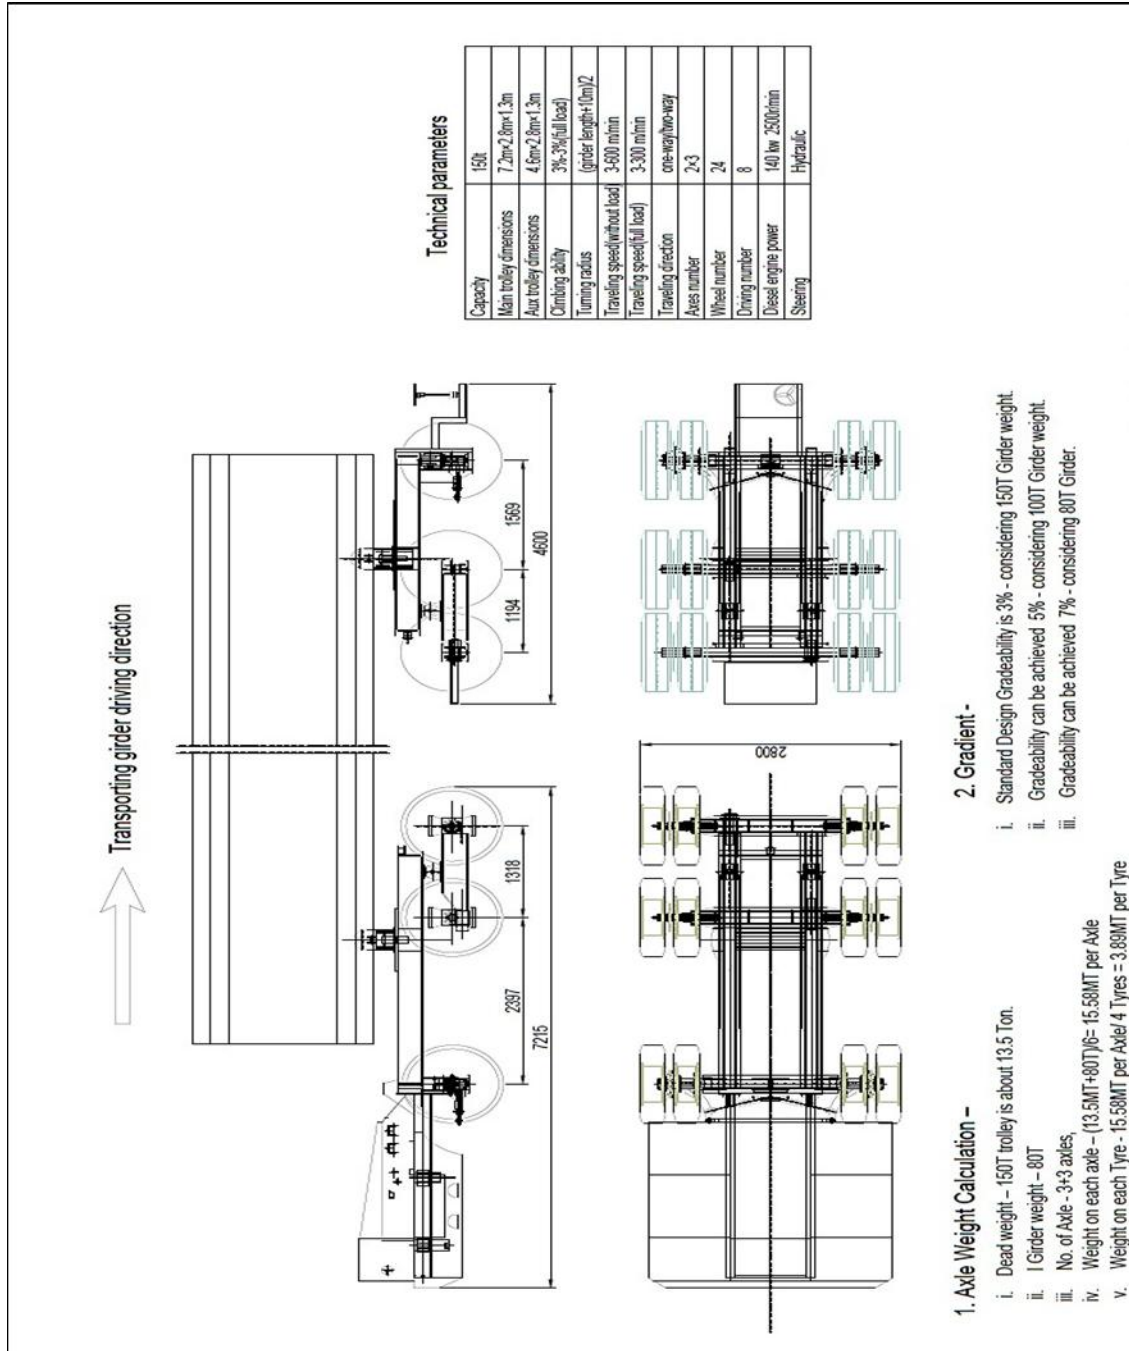 Transporting girder driving direction
1318
2397
7215
1569
1194
4600
2800
Technical parameters
Capacity 150t
Main trolley dimensions 7.2m×2.8m×1.3m
Aux trolley dimensions 4.6m×2.8m×1.3m
Climbing ability 3%-3%(full load)
Turning radius (girder length+10m)/2
Traveling speed(without load) 3-600 m/min
Traveling speed(full load) 3-300 m/min
Traveling direction one-way/two-way
Axes number 2×3
Wheel number 24
Driving number 8
Diesel engine power 140 kw 2500r/min
Steering Hydraulic
1. Axle Weight Calculation –
i. Dead weight – 150T trolley is about 13.5 Ton.
ii. I Girder weight – 80T
iii. No. of Axle - 3+3 axles,
iv. Weight on each axle – (13.5MT+80T)/6= 15.58MT per Axle
v. Weight on each Tyre - 15.58MT per Axle/ 4 Tyres = 3.89MT per Tyre
2. Gradient -
i. Standard Design Gradeability is 3% - considering 150T Girder weight.
ii. Gradeability can be achieved 5% - considering 100T Girder weight.
iii. Gradeability can be achieved 7% - considering 80T Girder.